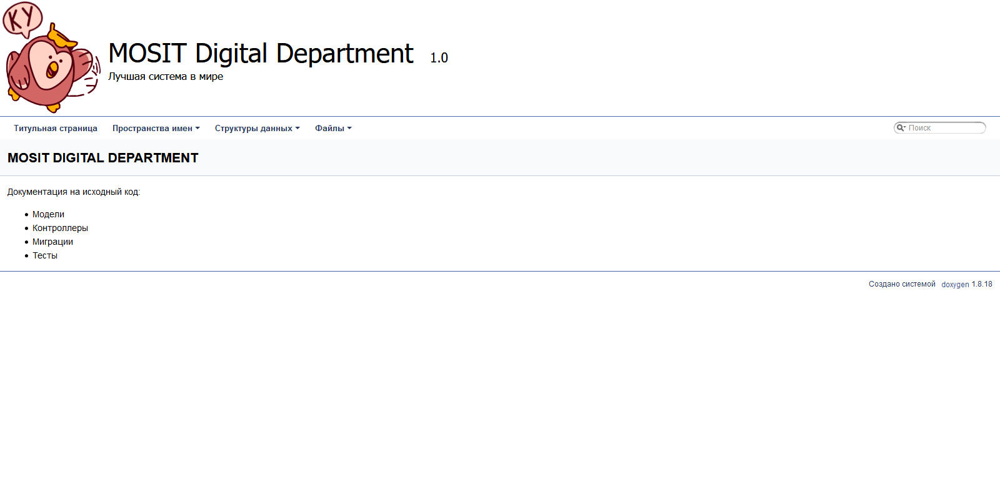 КУ
MOSIT Digital Department 1.0
Лучшая система в мире
Титульная страница Пространства имен Структуры данных Файлы Поиск
MOSIT DIGITAL DEPARTMENT
Документация на исходный код:
Модели
Контроллеры
Миграции
Тесты
Создано системой doxygen 1.8.18